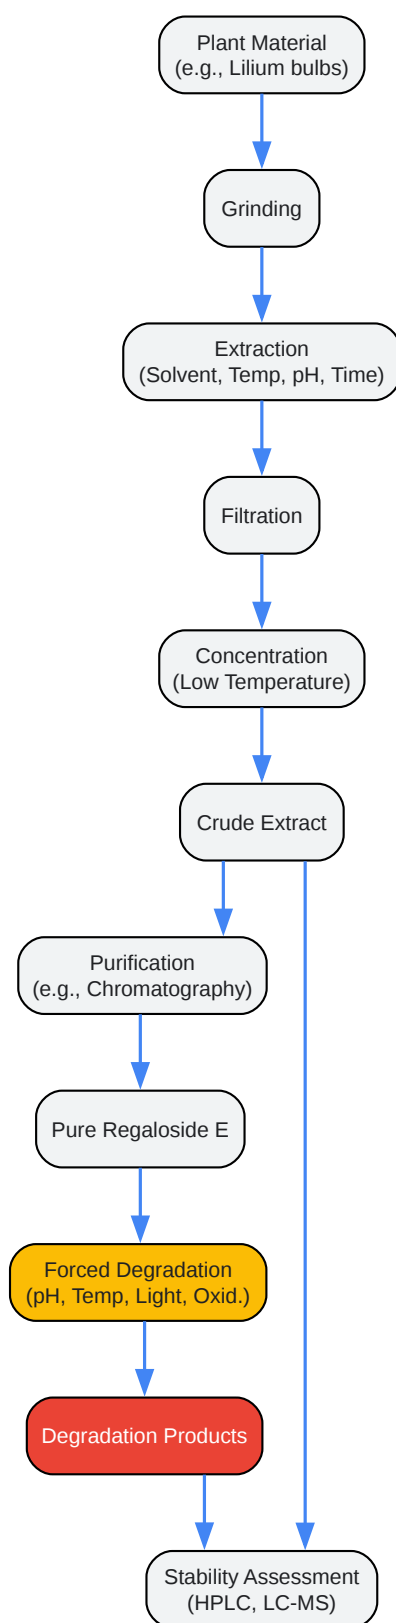 Plant Material
(e.g., Lilium bulbs)
Grinding
Extraction
(Solvent, Temp, pH, Time)
Filtration
Concentration
(Low Temperature)
Crude Extract
Purification
(e.g., Chromatography)
Pure Regaloside E
Forced Degradation
(pH, Temp, Light, Oxid.)
Degradation Products
Stability Assessment
(HPLC, LC-MS)